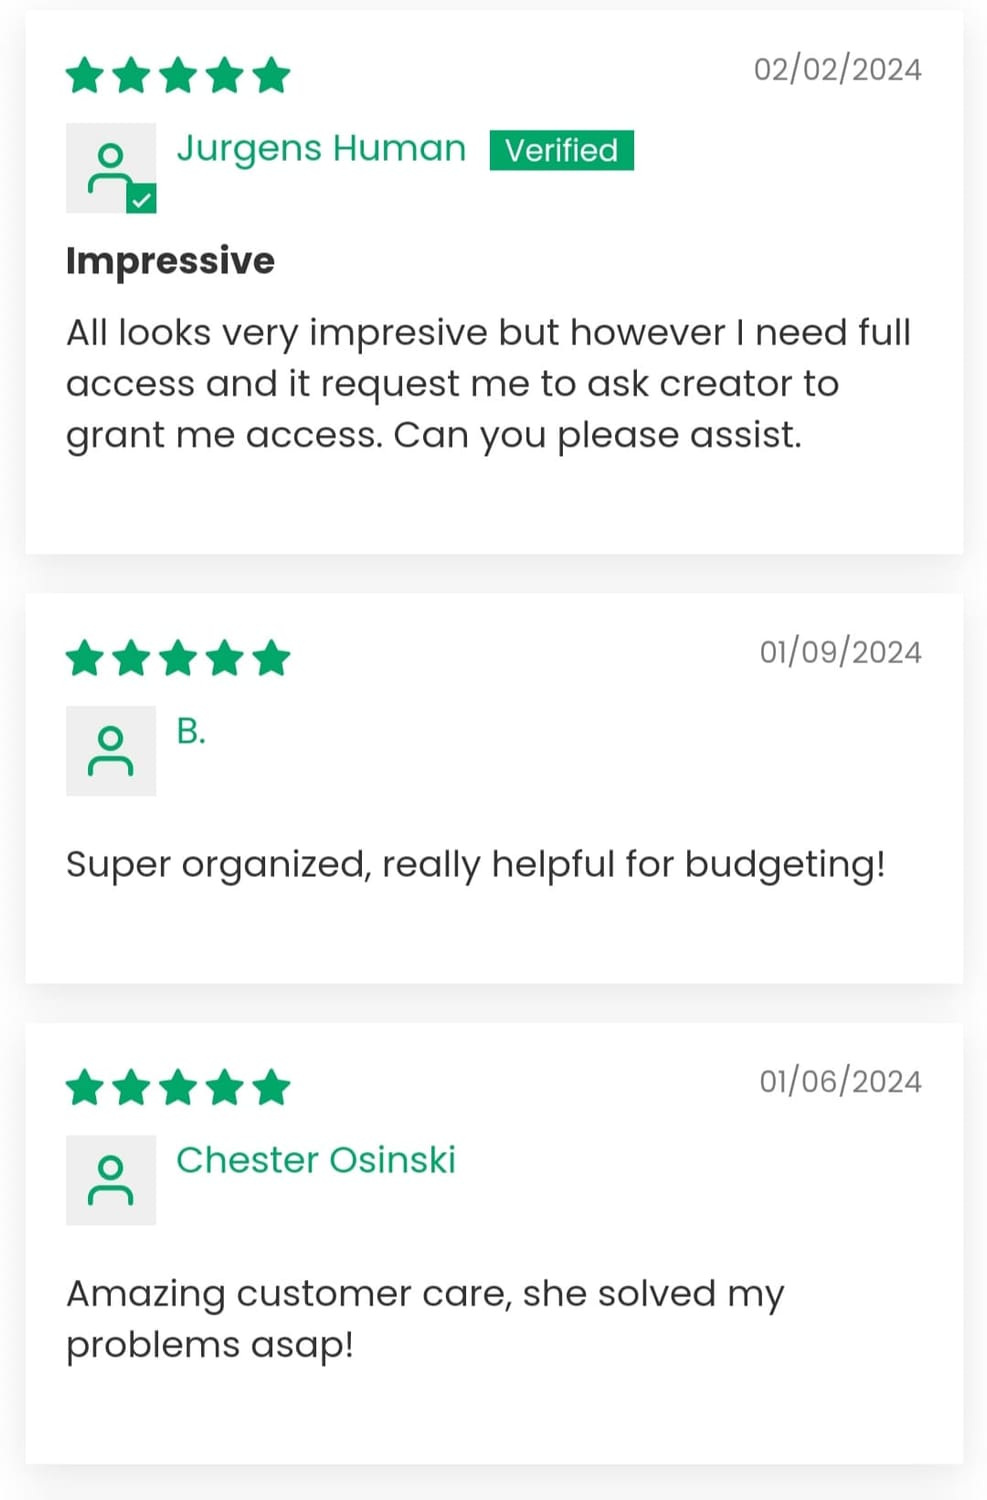 02/02/2024
Jurgens Human Verified
Impressive
All looks very impresive but however I need full
access and it request me to ask creator to
grant me access. Can you please assist.
01/09/2024
B.
Super organized, really helpful for budgeting!
01/06/2024
Chester Osinski
Amazing customer care, she solved my
problems asap!